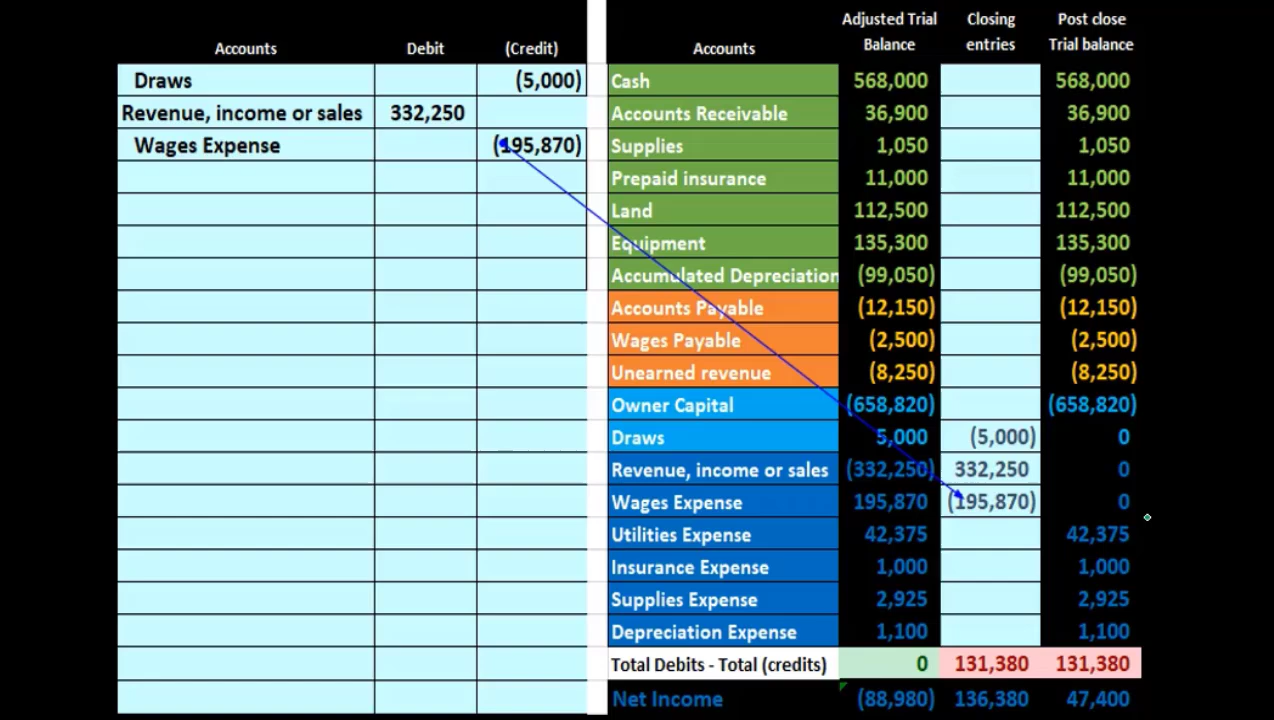 Accounts Debit (Credit)
Draws (5,000)
Revenue, income or sales 332,250
Wages Expense (195,870)
Adjusted Trial Closing Post close
Accounts Balance entries Trial balance
Cash 568,000 568,000
Accounts Receivable 36,900 36,900
Supplies 1,050 1,050
Prepaid insurance 11,000 11,000
Land 112,500 112,500
Equipment 135,300 135,300
Accumulated Depreciation (99,050) (99,050)
Accounts Payable (12,150) (12,150)
Wages Payable (2,500) (2,500)
Unearned revenue (8,250) (8,250)
Owner Capital (658,820) (658,820)
Draws 5,000 (5,000) 0
Revenue, income or sales (332,250) 332,250 0
Wages Expense 195,870 (195,870) 0
Utilities Expense 42,375 42,375
Insurance Expense 1,000 1,000
Supplies Expense 2,925 2,925
Depreciation Expense 1,100 1,100
Total Debits - Total (credits) 0 131,380 131,380
Net Income (88,980) 136,380 47,400